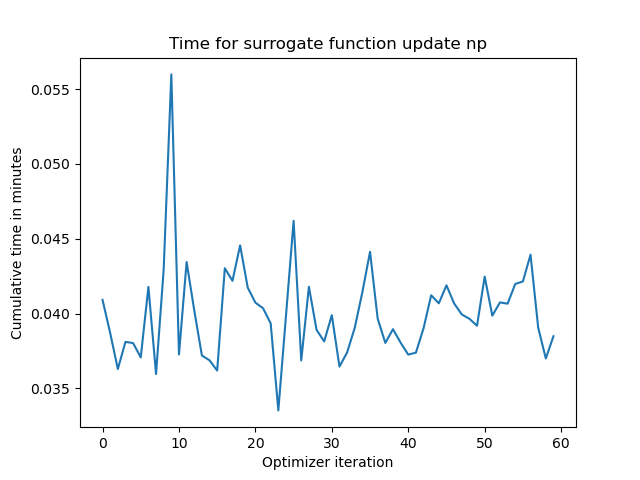 Time for surrogate function update np
Cumulative time in minutes
0.055
0.050
0.045
0.040
0.035
0 10 20 30 40 50 60
Optimizer iteration